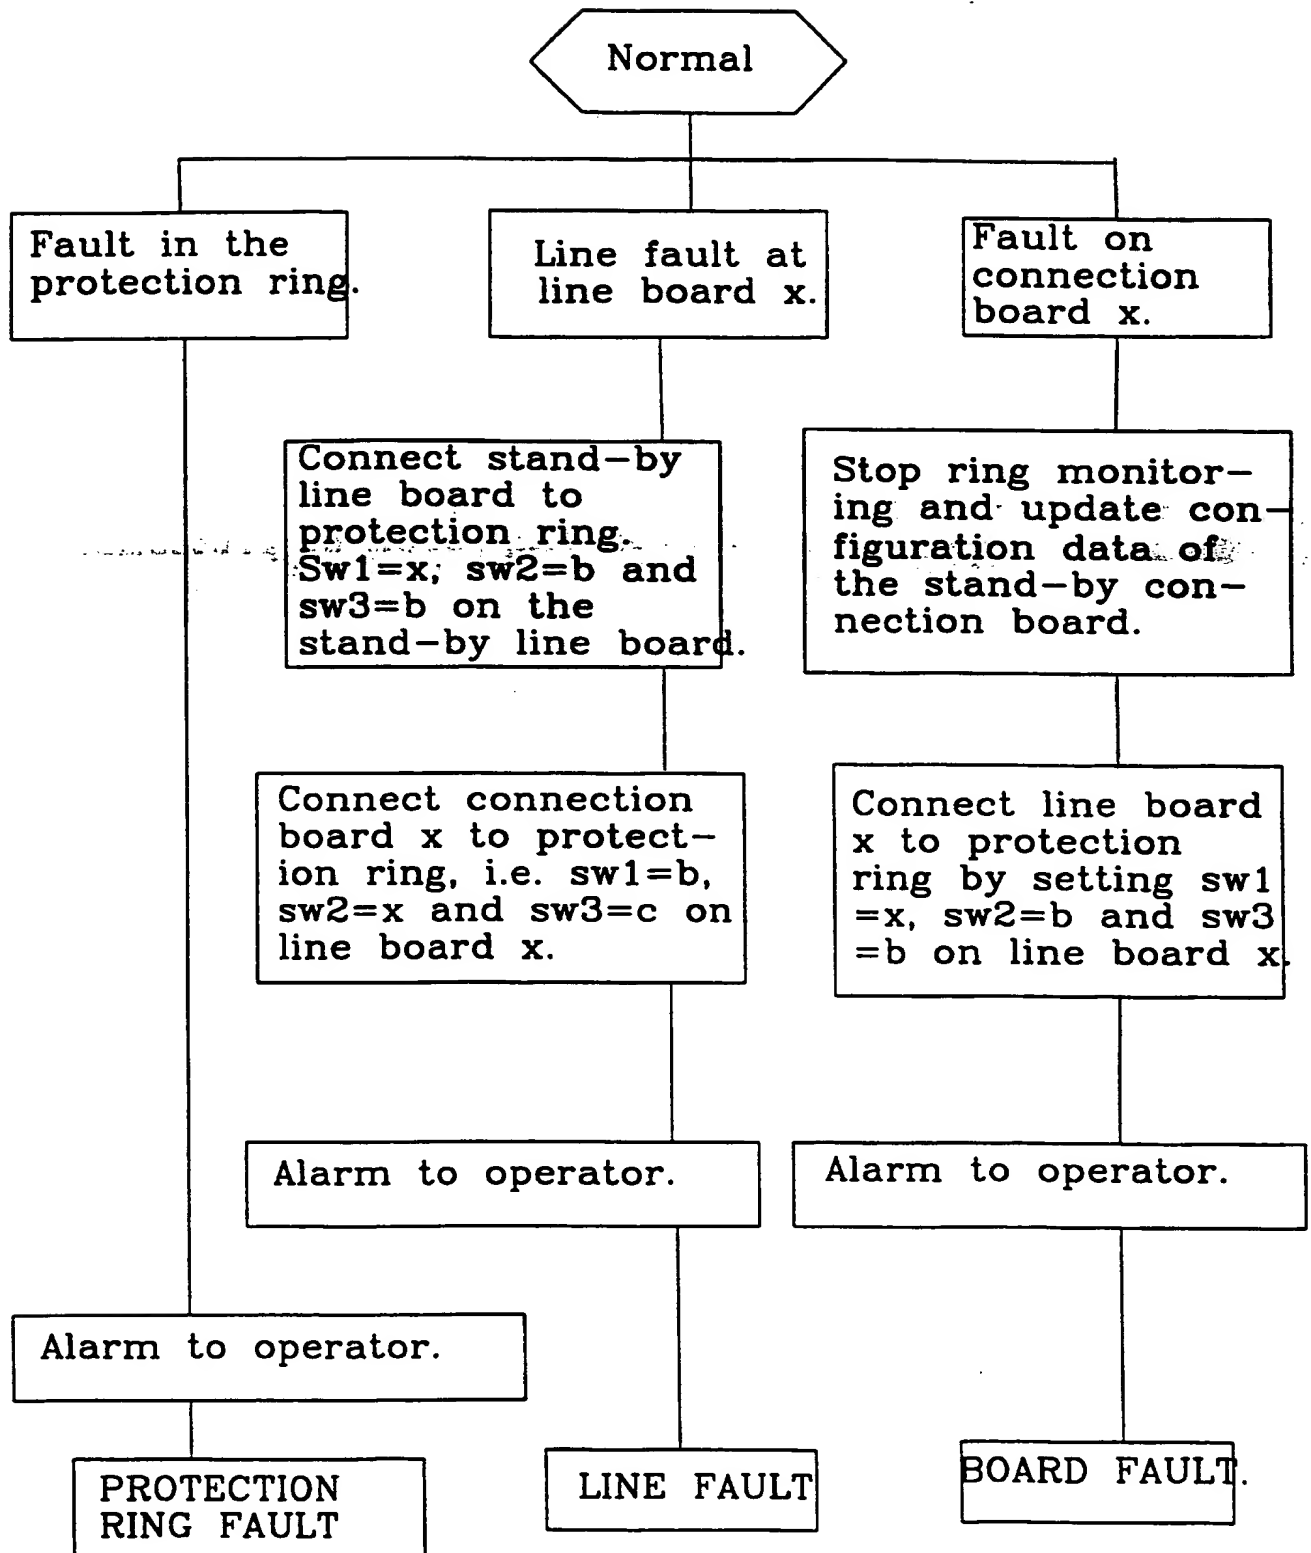 Normal
Fault in the
protection ring.
Line fault at
line board x.
Fault on
connection
board x.
Connect stand-by
line board to
protection ring.
Sw1=x, sw2=b and
sw3=b on the
stand-by line board.
Stop ring monitor-
ing and update con-
figuration data of
the stand-by con-
nection board.
Connect connection
board x to protect-
ion ring, i.e. sw1=b,
sw2=x and sw3=c on
line board x.
Connect line board
x to protection
ring by setting sw1
=x, sw2=b and sw3
=b on line board x.
Alarm to operator.
Alarm to operator.
Alarm to operator.
PROTECTION
RING FAULT
LINE FAULT
BOARD FAULT.